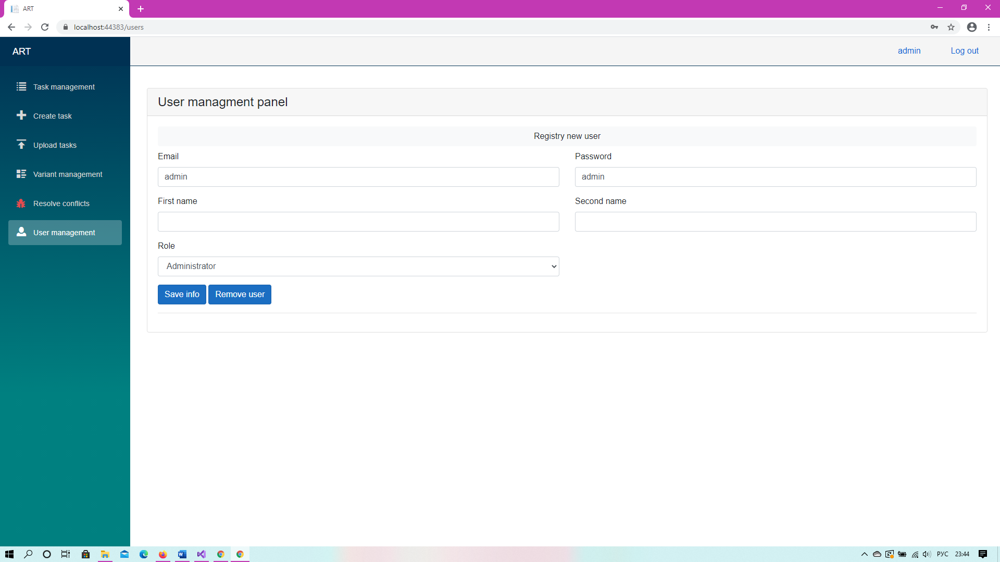 ART
localhost:44383/users
ART
admin Log out
Task management
Create task
Upload tasks
Variant management
Resolve conflicts
User management
User managment panel
Registry new user
Email Password
admin admin
First name Second name
Role
Administrator
Save info Remove user
РУС 23:44